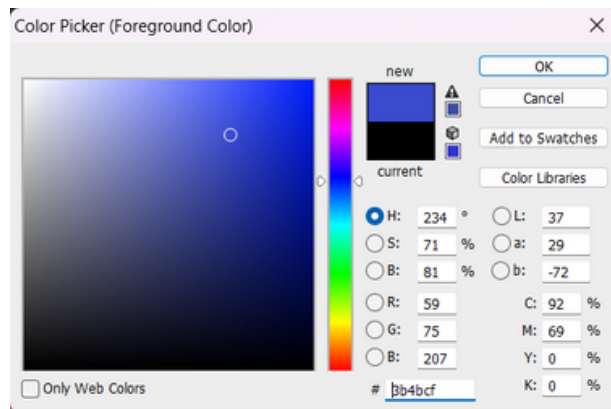 Color Picker (Foreground Color)
new
current
OK
Cancel
Add to Swatches
Color Libraries
H: 234 °
S: 71 %
B: 81 %
R: 59
G: 75
B: 207
# 3b4bcf
L: 37
a: 29
b: -72
C: 92 %
M: 69 %
Y: 0 %
K: 0 %
Only Web Colors